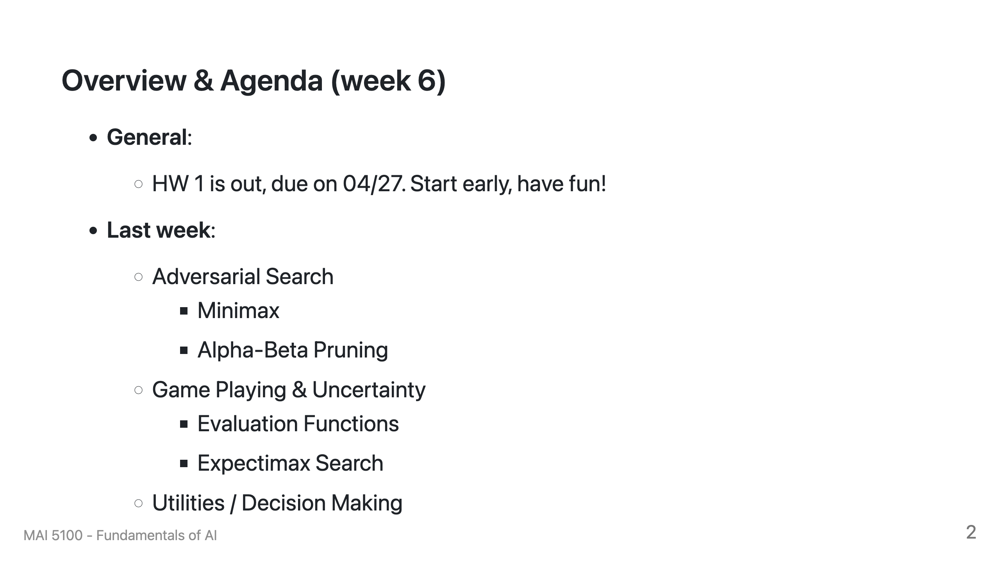 Overview & Agenda (week 6)
General:
HW 1 is out, due on 04/27. Start early, have fun!
Last week:
Adversarial Search
Minimax
Alpha-Beta Pruning
Game Playing & Uncertainty
Evaluation Functions
Expectimax Search
Utilities / Decision Making
MAI 5100 - Fundamentals of AI
2